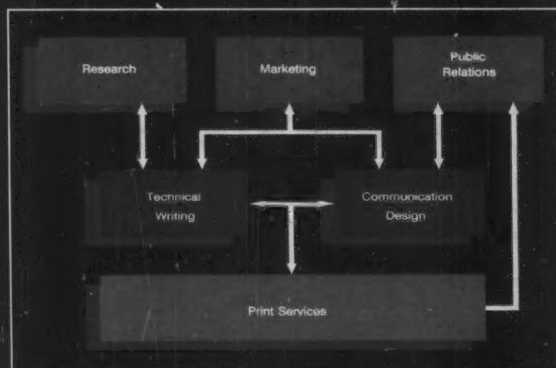 Research
Marketing
Public
Relations
Technical
Writing
Communication
Design
Print Services